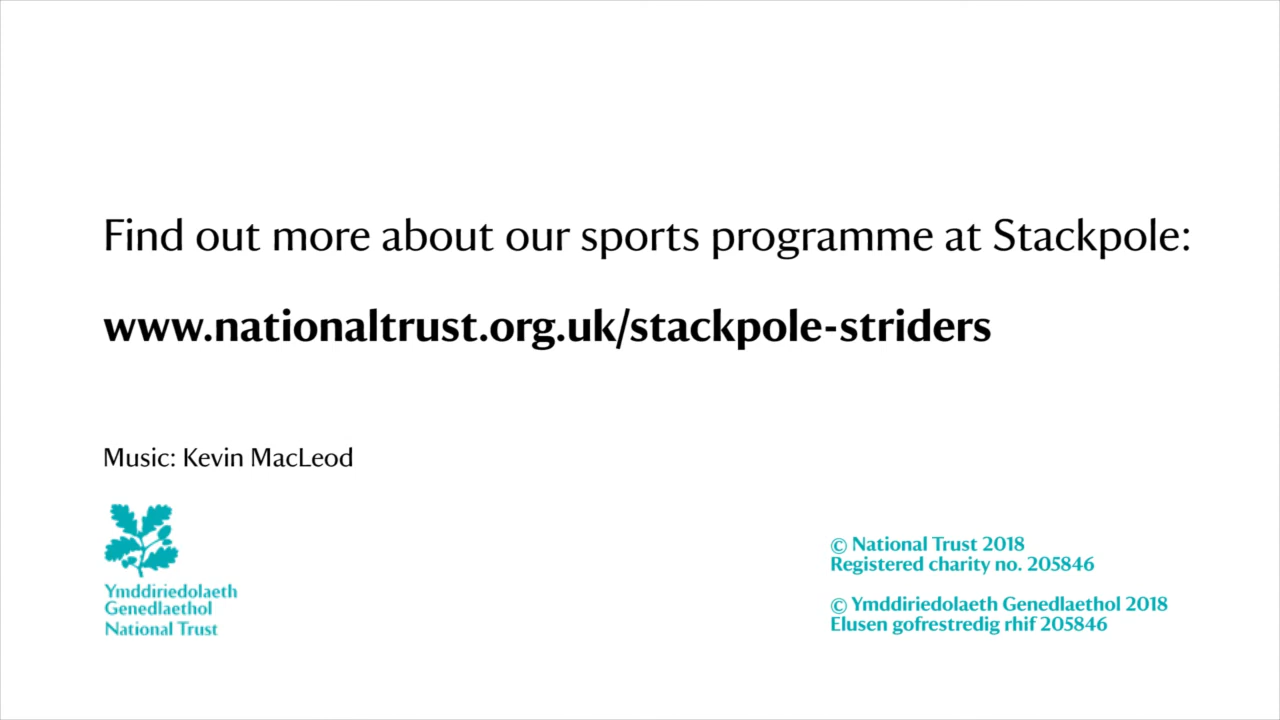 Find out more about our sports programme at Stackpole:
www.nationaltrust.org.uk/stackpole-striders
Music: Kevin MacLeod
Ymddiriedolaeth
Genedlaethol
National Trust
© National Trust 2018
Registered charity no. 205846
© Ymddiriedolaeth Genedlaethol 2018
Elusen gofrestredig rhif 205846